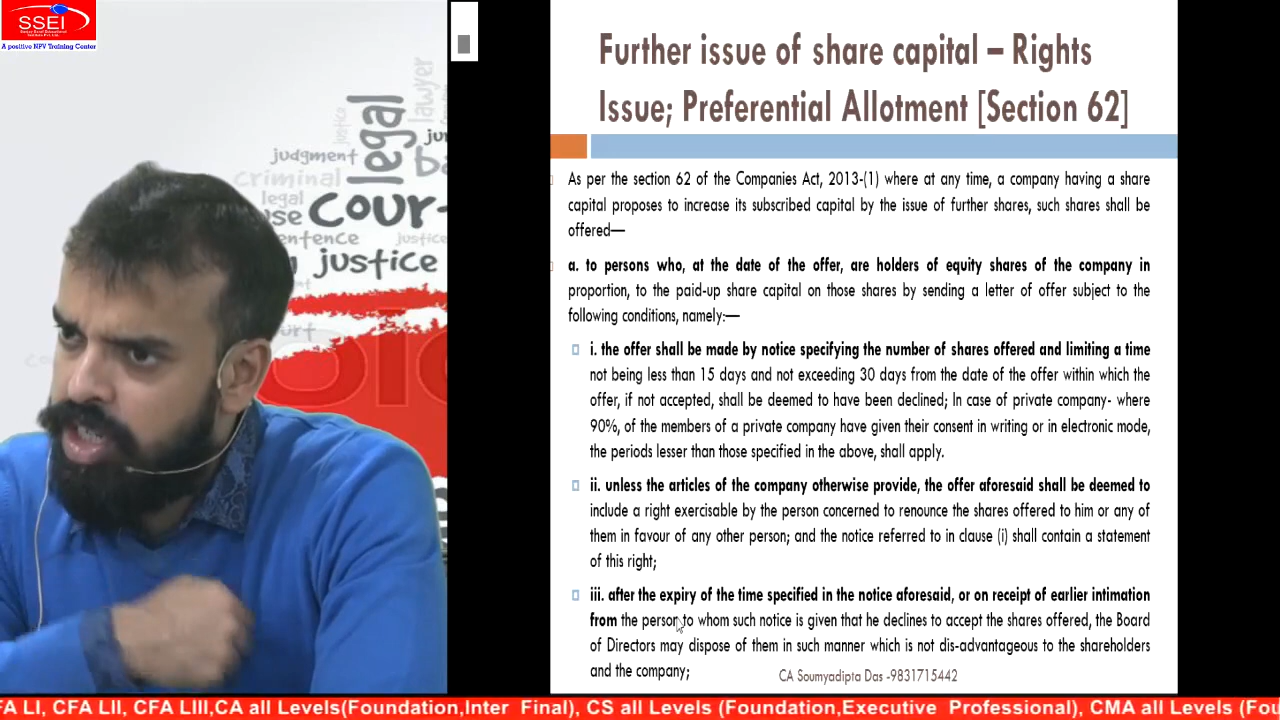 SSEI
A positive NPV Training Center
lawyer
justice
legal
judgment
criminal
legal
cour
entence
justice
justice
Further issue of share capital – Rights
Issue; Preferential Allotment [Section 62]
As per the section 62 of the Companies Act, 2013-(1) where at any time, a company having a share
capital proposes to increase its subscribed capital by the issue of further shares, such shares shall be
offered—
a. to persons who, at the date of the offer, are holders of equity shares of the company in
proportion, to the paid-up share capital on those shares by sending a letter of offer subject to the
following conditions, namely:—
i. the offer shall be made by notice specifying the number of shares offered and limiting a time
not being less than 15 days and not exceeding 30 days from the date of the offer within which the
offer, if not accepted, shall be deemed to have been declined; In case of private company- where
90%, of the members of a private company have given their consent in writing or in electronic mode,
the periods lesser than those specified in the above, shall apply.
ii. unless the articles of the company otherwise provide, the offer aforesaid shall be deemed to
include a right exercisable by the person concerned to renounce the shares offered to him or any of
them in favour of any other person; and the notice referred to in clause (i) shall contain a statement
of this right;
iii. after the expiry of the time specified in the notice aforesaid, or on receipt of earlier intimation
from the person to whom such notice is given that he declines to accept the shares offered, the Board
of Directors may dispose of them in such manner which is not dis-advantageous to the shareholders
and the company;
CA Soumyadipta Das -9831715442
FA LI, CFA LII, CFA LIII,CA all Levels(Foundation,Inter Final), CS all Levels (Foundation,Executive Professional), CMA all Levels (Fou